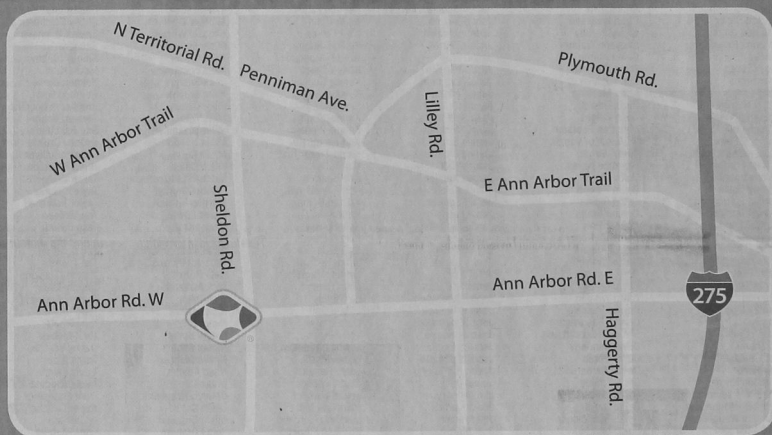 N Territorial Rd.
Penniman Ave.
Plymouth Rd.
Lilley Rd.
W Ann Arbor Trail
E Ann Arbor Trail
Sheldon Rd.
Ann Arbor Rd. W
Ann Arbor Rd. E
275
Haggerty Rd.